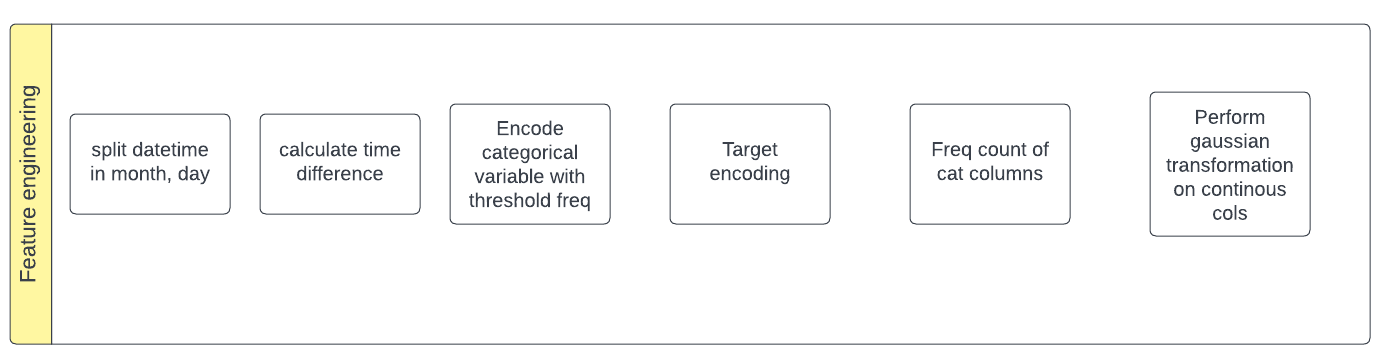 Feature engineering
split datetime
in month, day
calculate time
difference
Encode
categorical
variable with
threshold freq
Target
encoding
Freq count of
cat columns
Perform
gaussian
transformation
on continous
cols